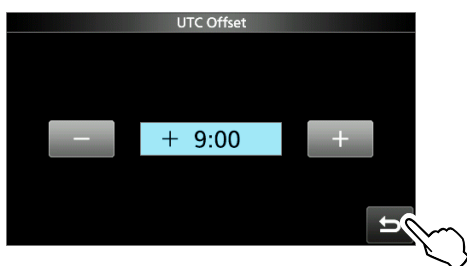 UTC Offset
− + 9:00 +